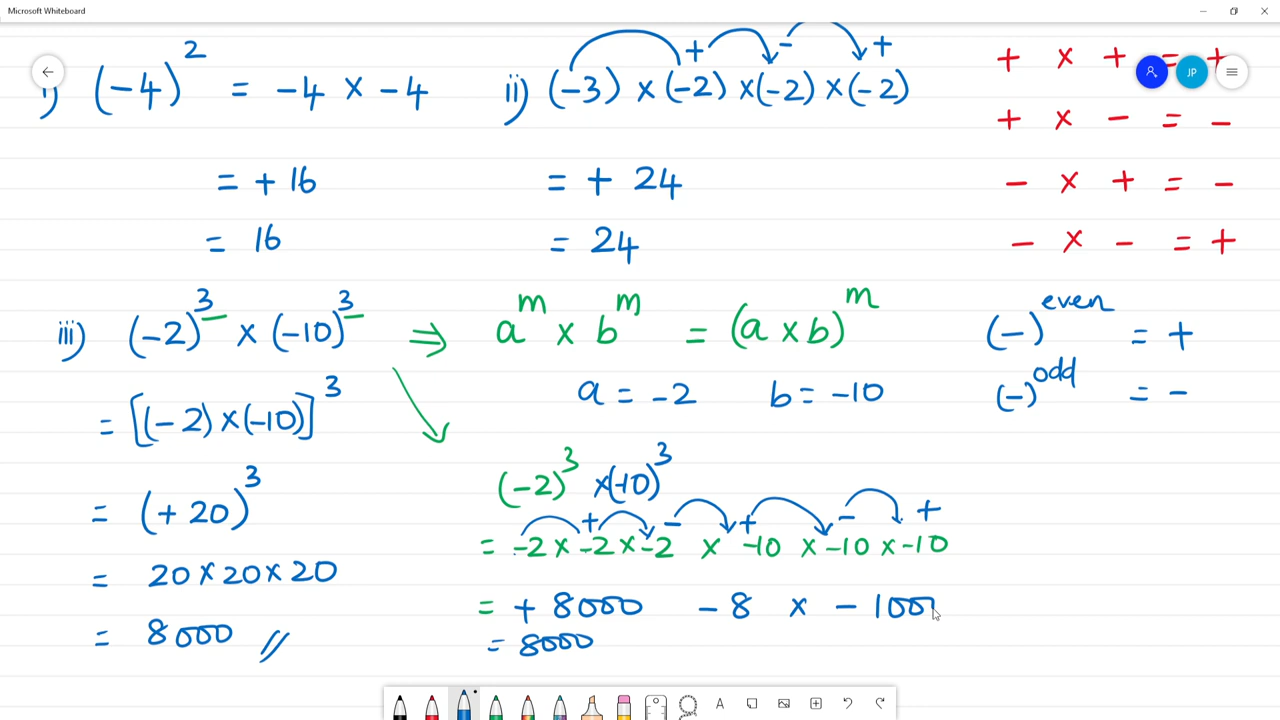 Microsoft Whiteboard
i) (-4)² = -4 × -4
= + 16
= 16
ii) (-3) × (-2) × (-2) × (-2)
+ - +
= + 24
= 24
+ × + = +
+ × - = -
- × + = -
- × - = +
JP
iii) (-2)³ × (-10)³ ⇒ a^m × b^m = (a × b)^m
a = -2 b = -10
(-)^even = +
(-)^odd = -
= [(-2) × (-10)]³
= (+ 20)³
= 20 × 20 × 20
= 8000 //
(-2)³ × (-10)³
+ - + - +
= -2 × -2 × -2 × -10 × -10 × -10
= + 8000 - 8 × - 1000
= 8000
A